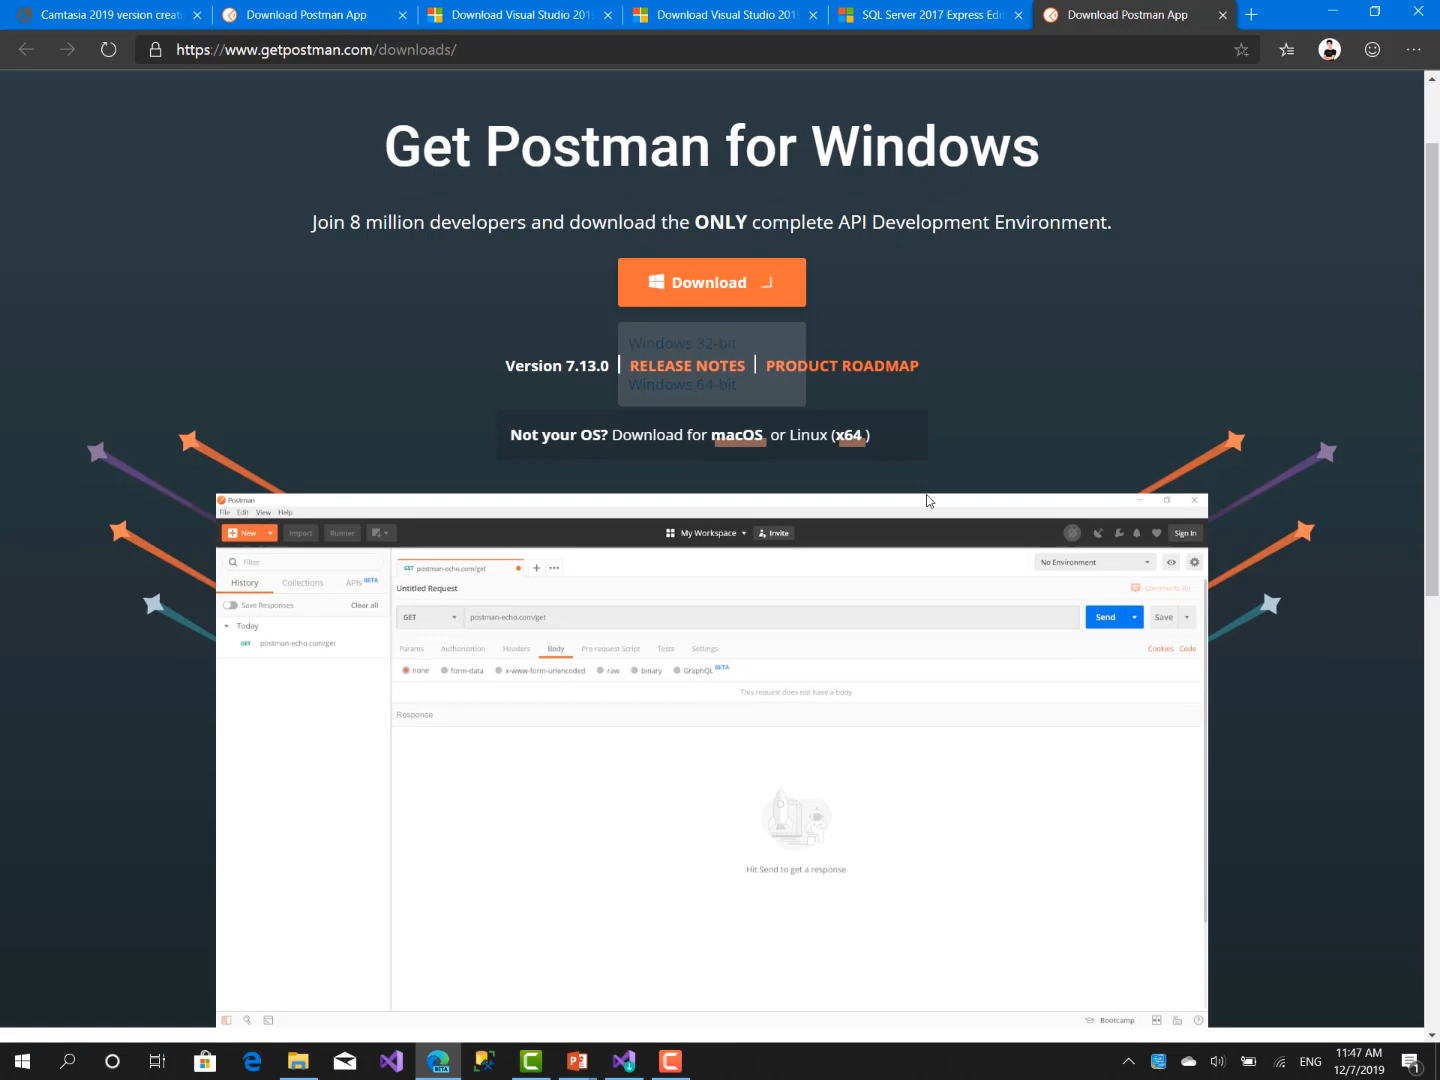 Camtasia 2019 version creati
Download Postman App
Download Visual Studio 2019
Download Visual Studio 2019
SQL Server 2017 Express Edi
Download Postman App
https://www.getpostman.com/downloads/
Get Postman for Windows
Join 8 million developers and download the ONLY complete API Development Environment.
Download
Windows 32-bit
Version 7.13.0 RELEASE NOTES PRODUCT ROADMAP
Windows 64-bit
Not your OS? Download for macOS or Linux (x64 )
Postman
File Edit View Help
New Import Runner My Workspace Invite Sign In
Filter
GET postman-echo.com/get No Environment
History Collections APIs BETA
Untitled Request Comments (0)
Save Responses Clear all
GET postman-echo.com/get Send Save
Today
GET postman-echo.com/get
Params Authorization Headers Body Pre-request Script Tests Settings Cookies Code
none form-data x-www-form-urlencoded raw binary GraphQL BETA
This request does not have a body
Response
Hit Send to get a response
Bootcamp
BETA
ENG
11:47 AM
12/7/2019
1